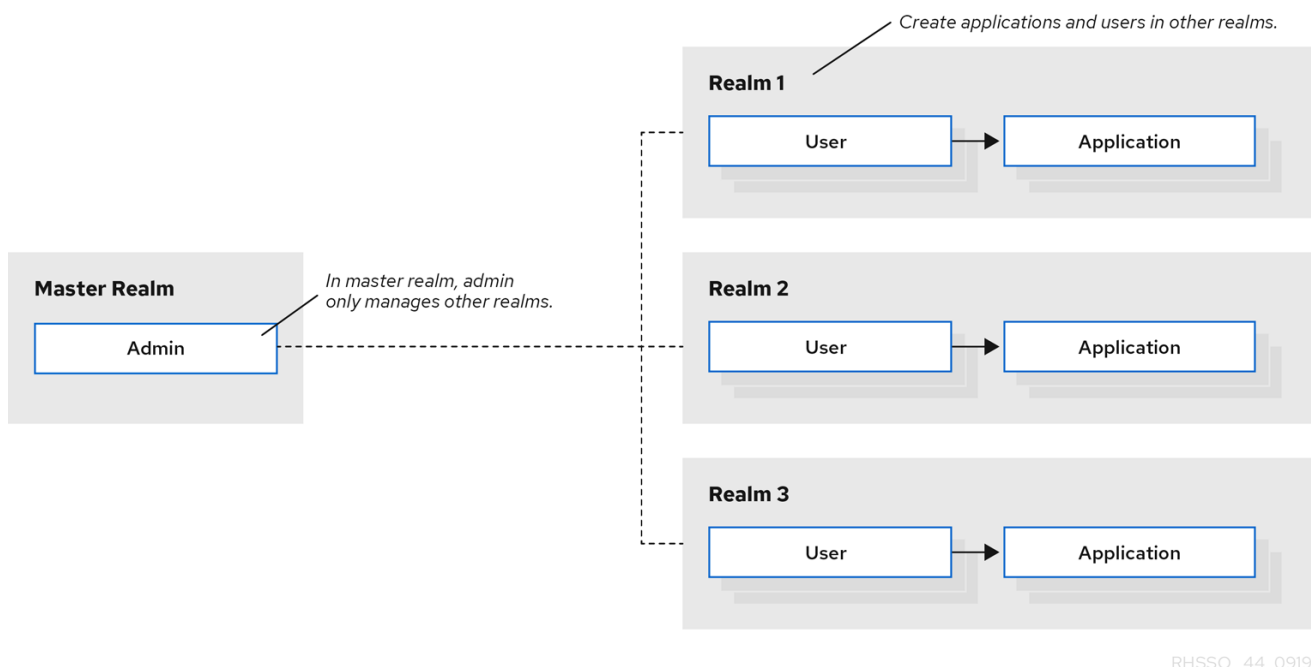 Create applications and users in other realms.
Realm 1
User
Application
Master Realm
In master realm, admin
only manages other realms.
Admin
Realm 2
User
Application
Realm 3
User
Application
RHSSO_44_0919